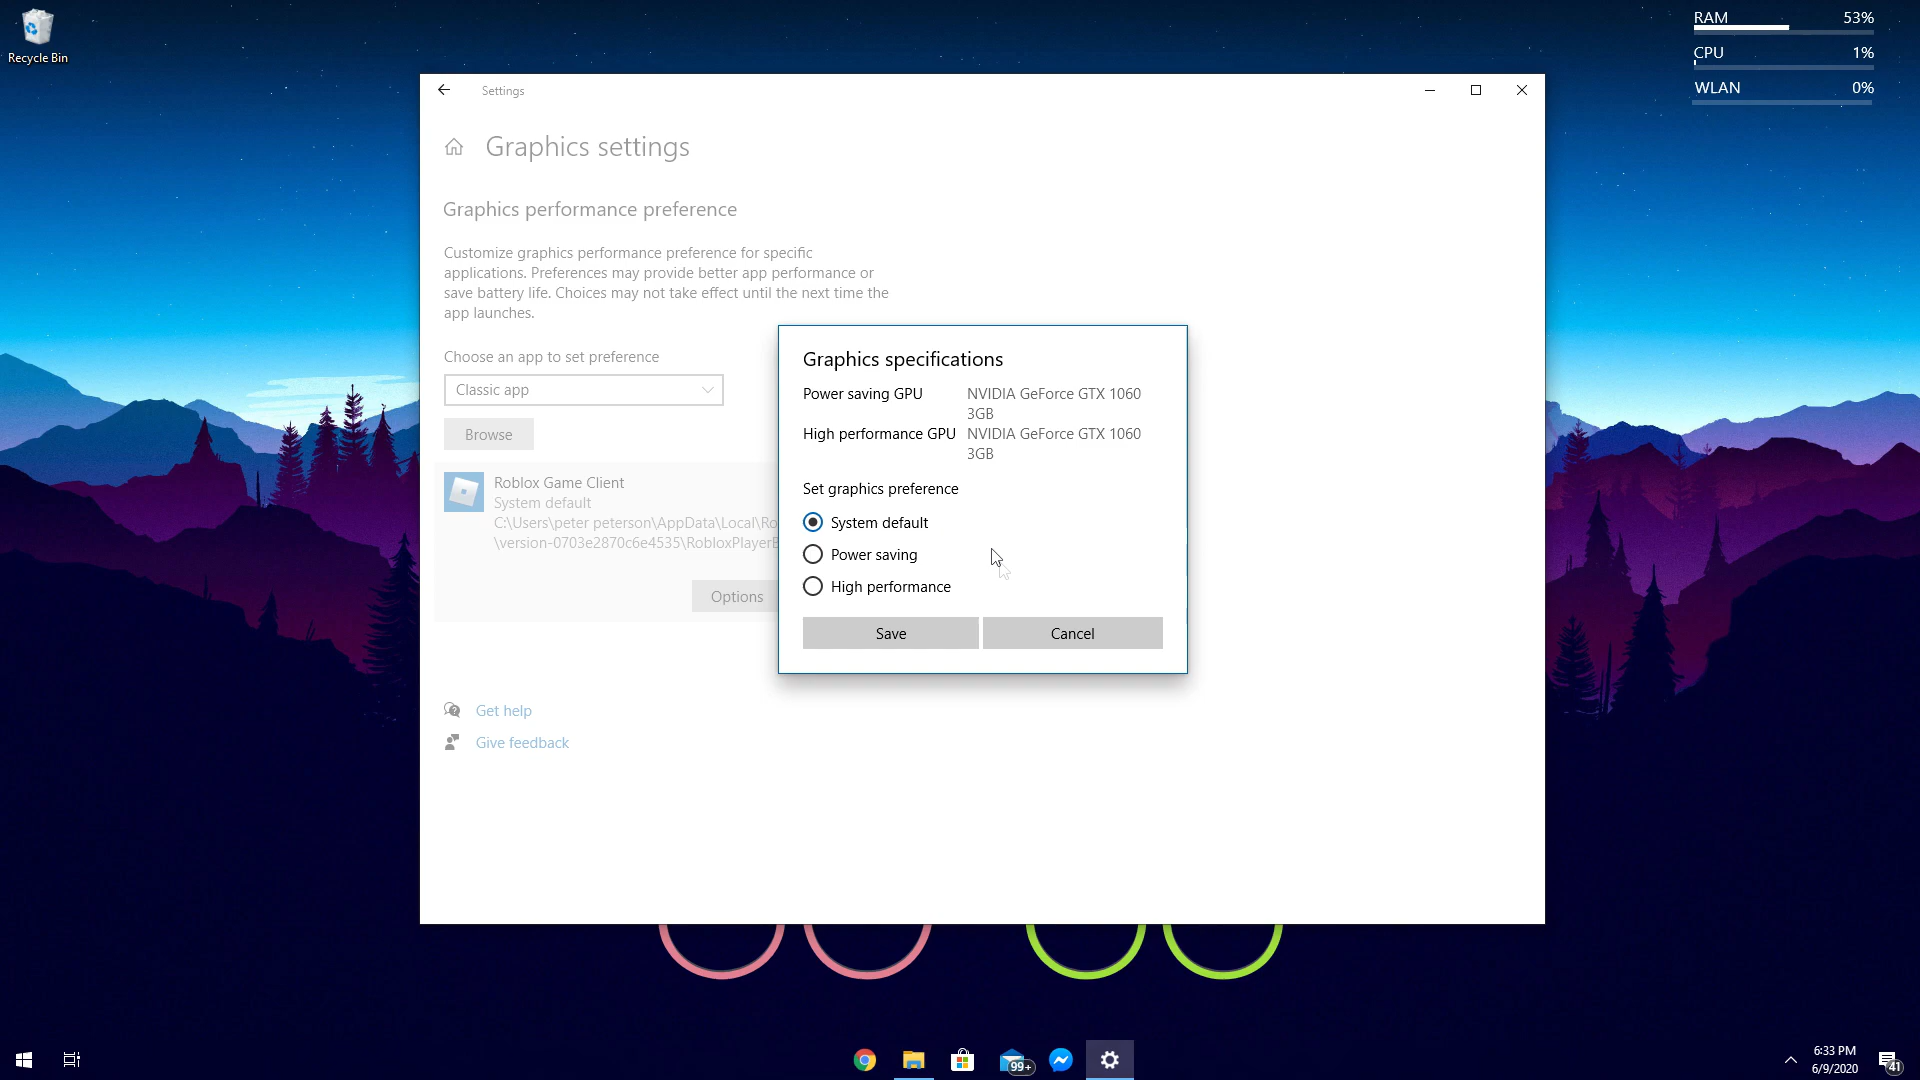 Recycle Bin
RAM 53%
CPU 1%
WLAN 0%
Settings
Graphics settings
Graphics performance preference
Customize graphics performance preference for specific
applications. Preferences may provide better app performance or
save battery life. Choices may not take effect until the next time the
app launches.
Choose an app to set preference
Classic app
Browse
Roblox Game Client
System default
C:\Users\peter peterson\AppData\Local\Ro
\version-0703e2870c6e4535\RobloxPlayerB
Options
Graphics specifications
Power saving GPU NVIDIA GeForce GTX 1060
3GB
High performance GPU NVIDIA GeForce GTX 1060
3GB
Set graphics preference
System default
Power saving
High performance
Save Cancel
Get help
Give feedback
99+
6:33 PM
6/9/2020
41